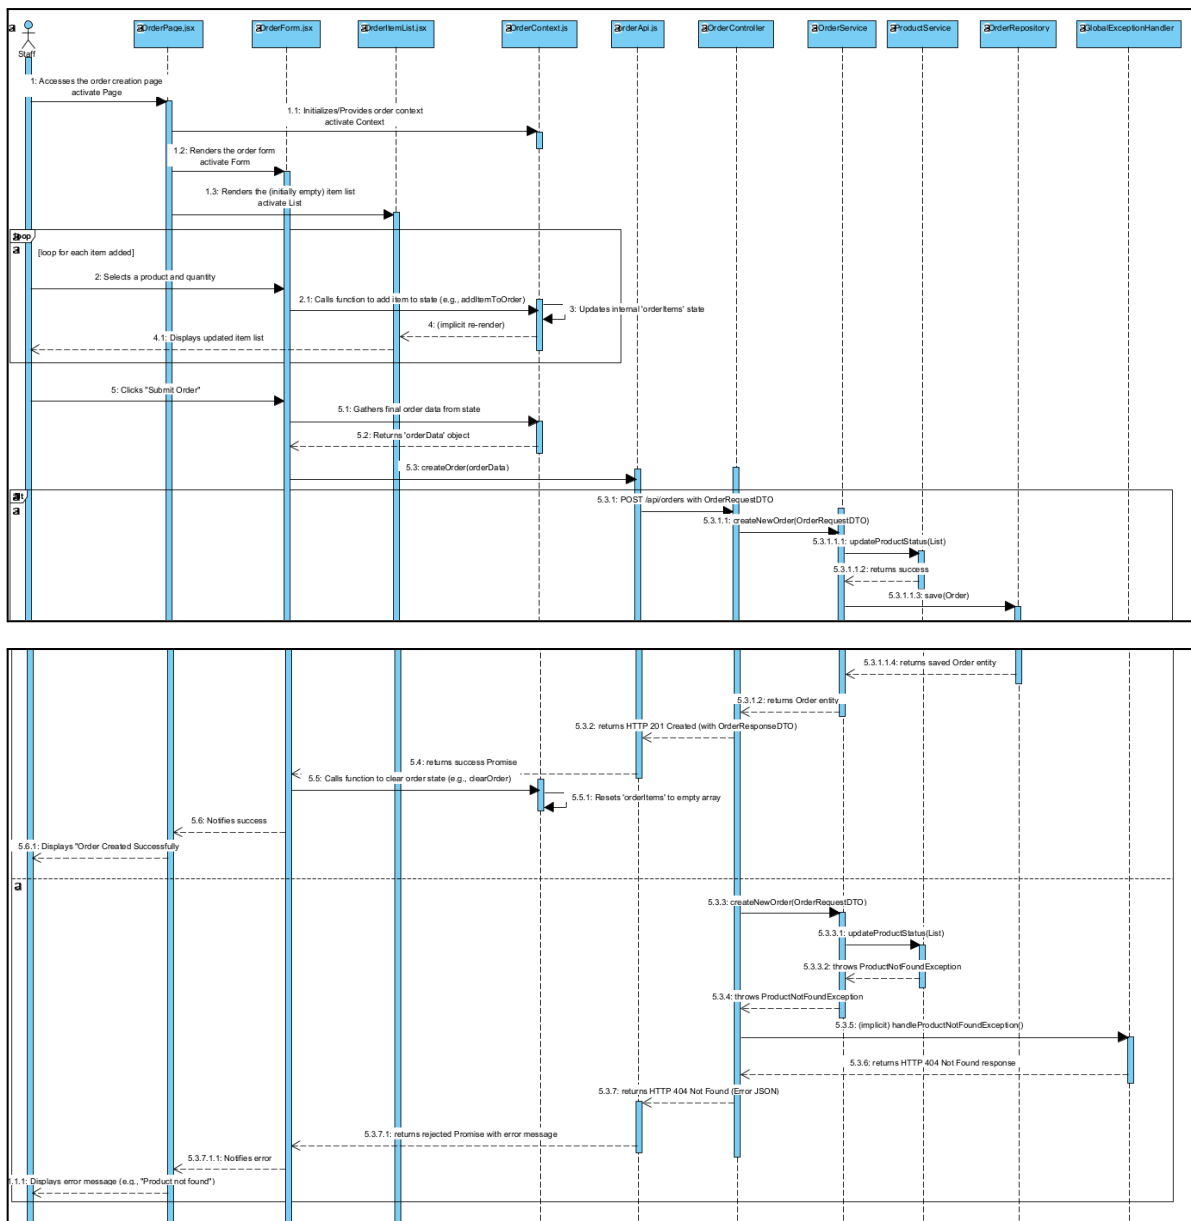 Staff
OrderPage.jsx
OrderForm.jsx
OrderItemList.jsx
OrderContext.js
orderApi.js
OrderController
OrderService
ProductService
OrderRepository
GlobalExceptionHandler
1: Accesses the order creation page
activate Page
1.1: Initializes/Provides order context
activate Context
1.2: Renders the order form
activate Form
1.3: Renders the (initially empty) item list
activate List
loop
[loop for each item added]
2: Selects a product and quantity
2.1: Calls function to add item to state (e.g., addItemToOrder)
3: Updates internal 'orderItems' state
4: (implicit re-render)
4.1: Displays updated item list
5: Clicks "Submit Order"
5.1: Gathers final order data from state
5.2: Returns 'orderData' object
5.3: createOrder(orderData)
5.3.1: POST /api/orders with OrderRequestDTO
5.3.1.1: createNewOrder(OrderRequestDTO)
5.3.1.1.1: updateProductStatus(List)
5.3.1.1.2: returns success
5.3.1.1.3: save(Order)
5.3.1.1.4: returns saved Order entity
5.3.1.2: returns Order entity
5.3.2: returns HTTP 201 Created (with OrderResponseDTO)
5.4: returns success Promise
5.5: Calls function to clear order state (e.g., clearOrder)
5.5.1: Resets 'orderItems' to empty array
5.6: Notifies success
5.6.1: Displays "Order Created Successfully
a
5.3.3: createNewOrder(OrderRequestDTO)
5.3.3.1: updateProductStatus(List)
5.3.3.2: throws ProductNotFoundException
5.3.4: throws ProductNotFoundException
5.3.5: (implicit) handleProductNotFoundException()
5.3.6: returns HTTP 404 Not Found response
5.3.7: returns HTTP 404 Not Found (Error JSON)
5.3.7.1: returns rejected Promise with error message
5.3.7.1.1: Notifies error
1.1.1: Displays error message (e.g., "Product not found")